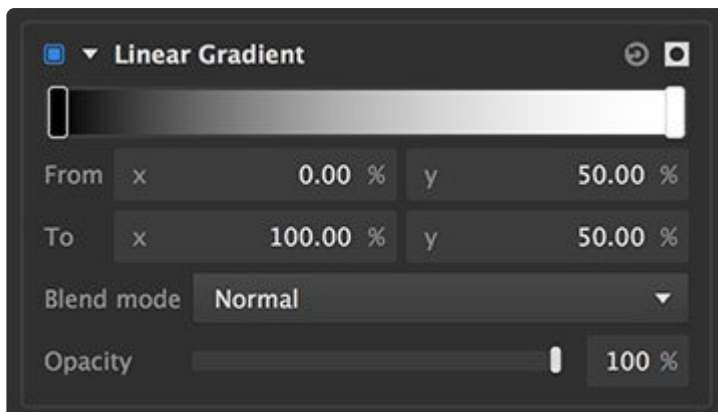 Linear Gradient
From x 0.00 % y 50.00 %
To x 100.00 % y 50.00 %
Blend mode Normal
Opacity 100 %